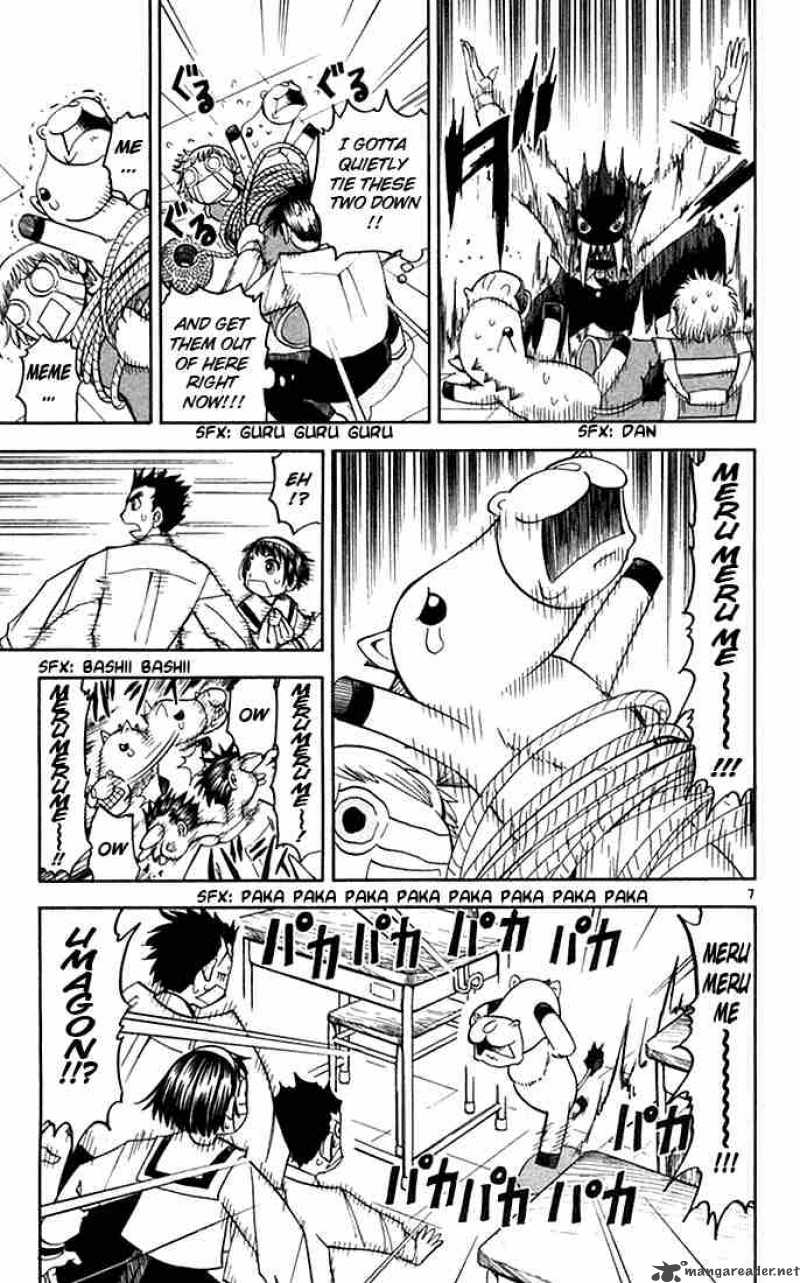 ダン
SFX: DAN
ぐる
ぐる
ぐる
I GOTTA
QUIETLY
TIE THESE
TWO DOWN
!!
AND GET
THEM OUT
OF HERE
RIGHT
NOW!!!
SFX: GURU GURU GURU
ME
...
MEME
...
MERUMERUME~~~!!!
EH
!?
SFX: BASHII BASHII
MERUMERUME~~!
OW
OW
MERUMERUME~~!!
SFX: PAKA PAKA PAKA PAKA PAKA PAKA PAKA PAKA
7
パカ パカ パカ パカ
MERU
MERU
ME
~~~!!!
UMAGON!!?
パカ パカ パカ パカ
mangareader.net